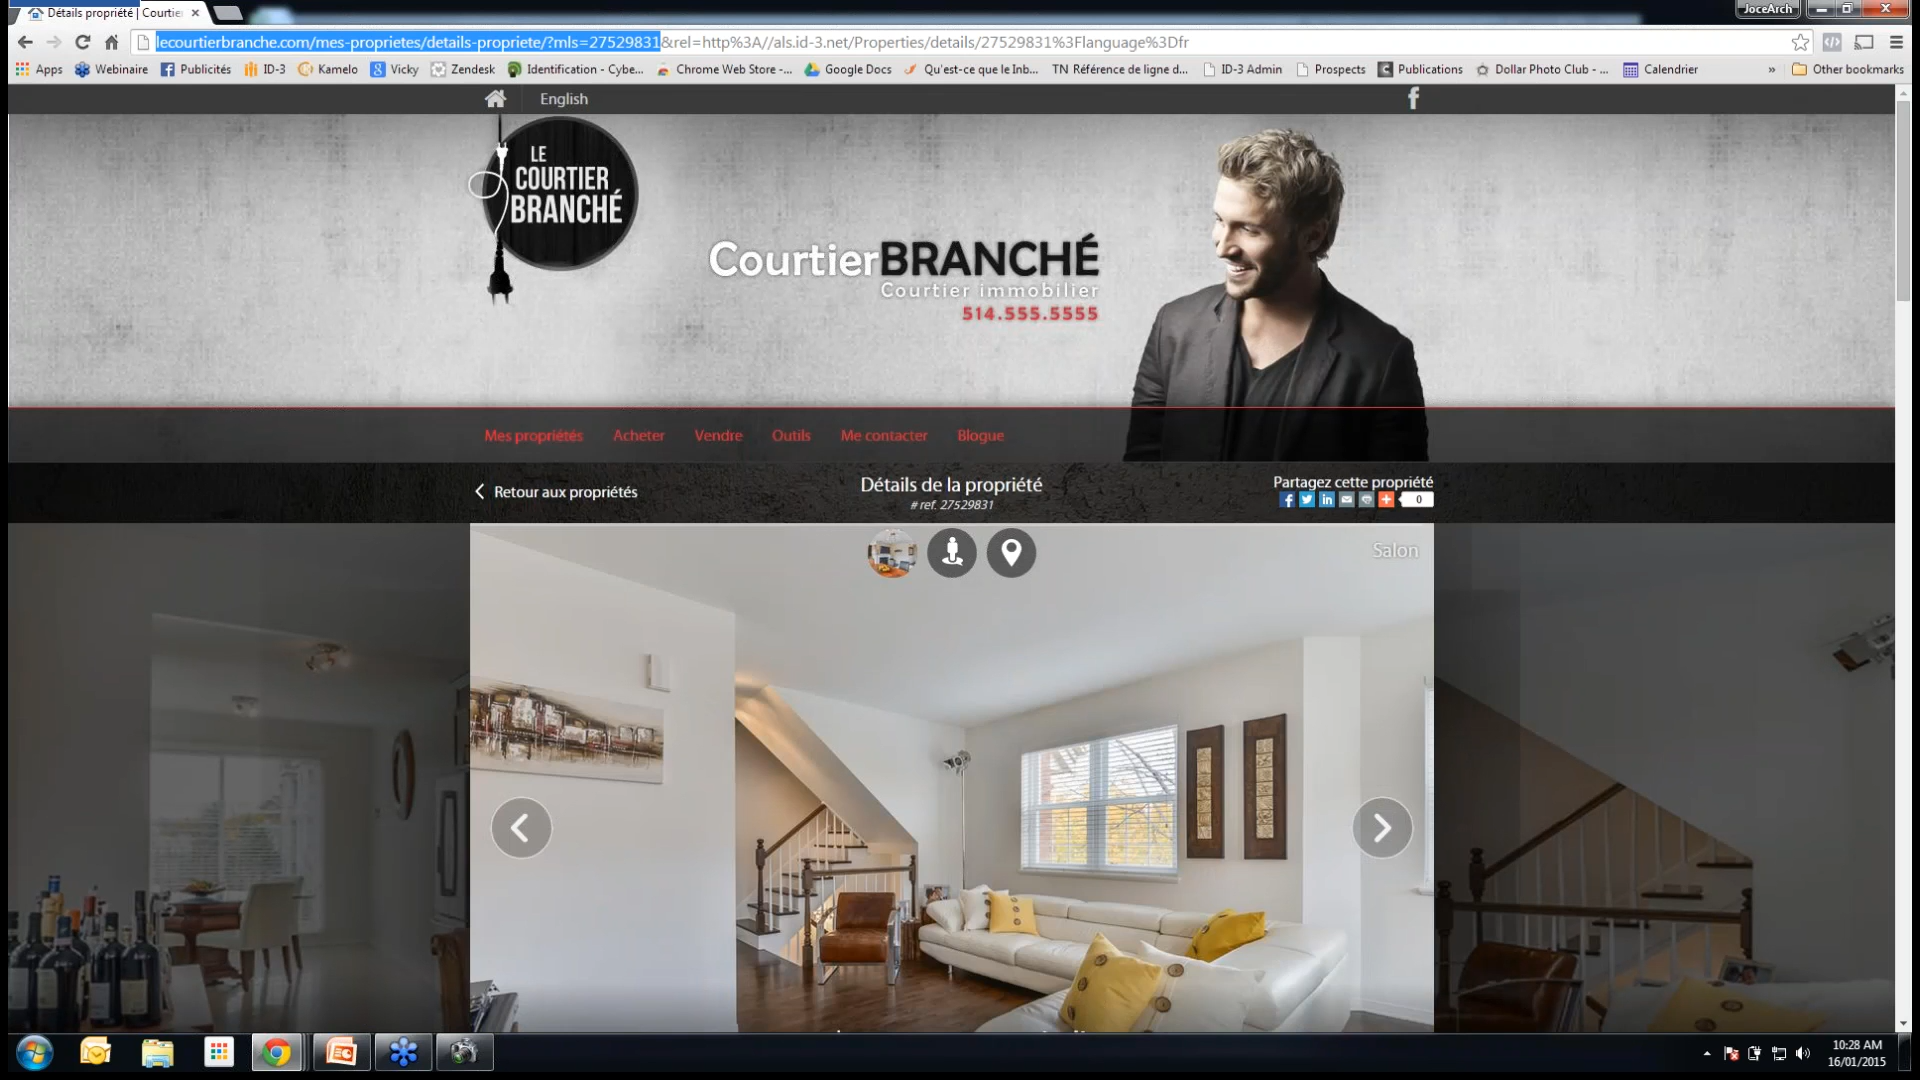 Détails propriété | Courtie
JoceArch
lecourtierbranche.com/mes-proprietes/details-propriete/?mls=27529831&rel=http%3A//als.id-3.net/Properties/details/27529831%3Flanguage%3Dfr
Apps Webinaire Publicités ID-3 Kamelo Vicky Zendesk Identification - Cybe... Chrome Web Store -... Google Docs Qu'est-ce que le Inb... TN Référence de ligne d... ID-3 Admin Prospects Publications Dollar Photo Club - ... Calendrier » Other bookmarks
English
LE
COURTIER
BRANCHÉ
CourtierBRANCHÉ
Courtier immobilier
514.555.5555
Mes propriétés Acheter Vendre Outils Me contacter Blogue
Retour aux propriétés
Détails de la propriété
# ref. 27529831
Partagez cette propriété
0
Salon
10:28 AM
16/01/2015